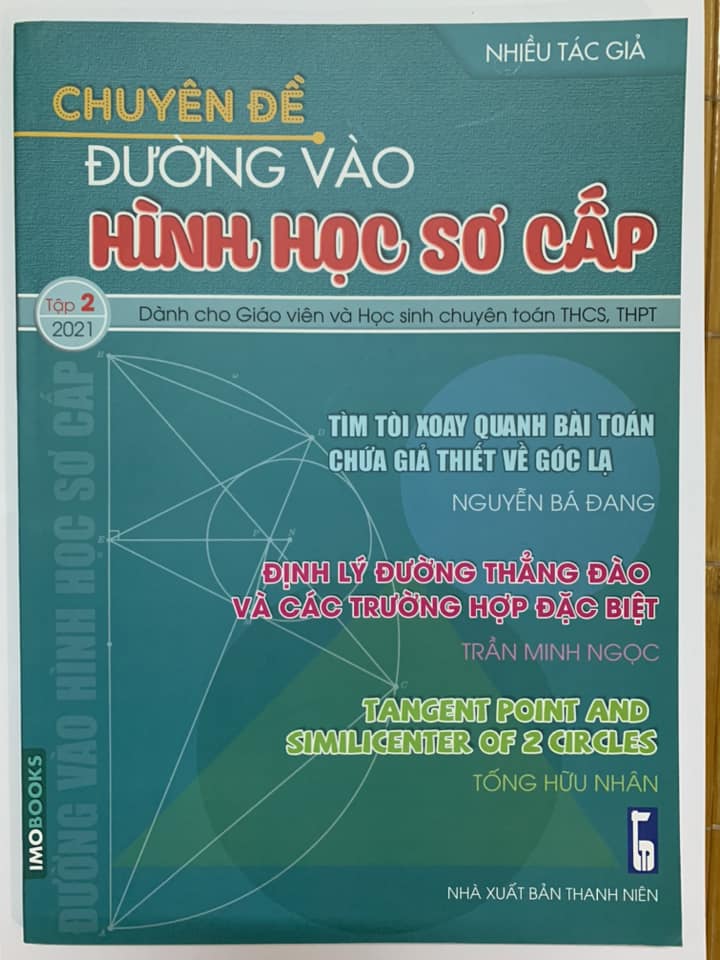 NHIỀU TÁC GIẢ
CHUYÊN ĐỀ
ĐƯỜNG VÀO
HÌNH HỌC SƠ CẤP
Tập 2
2021
Dành cho Giáo viên và Học sinh chuyên toán THCS, THPT
TÌM TÒI XOAY QUANH BÀI TOÁN
CHỨA GIẢ THIẾT VỀ GÓC LẠ
NGUYỄN BÁ ĐANG
ĐỊNH LÝ ĐƯỜNG THẲNG ĐÀO
VÀ CÁC TRƯỜNG HỢP ĐẶC BIỆT
TRẦN MINH NGỌC
TANGENT POINT AND
SIMILICENTER OF 2 CIRCLES
TỐNG HỮU NHÂN
NHÀ XUẤT BẢN THANH NIÊN
IMOBOOKS
ĐƯỜNG VÀO HÌNH HỌC SƠ CẤP
B
ω
D
E
F
N
C
A